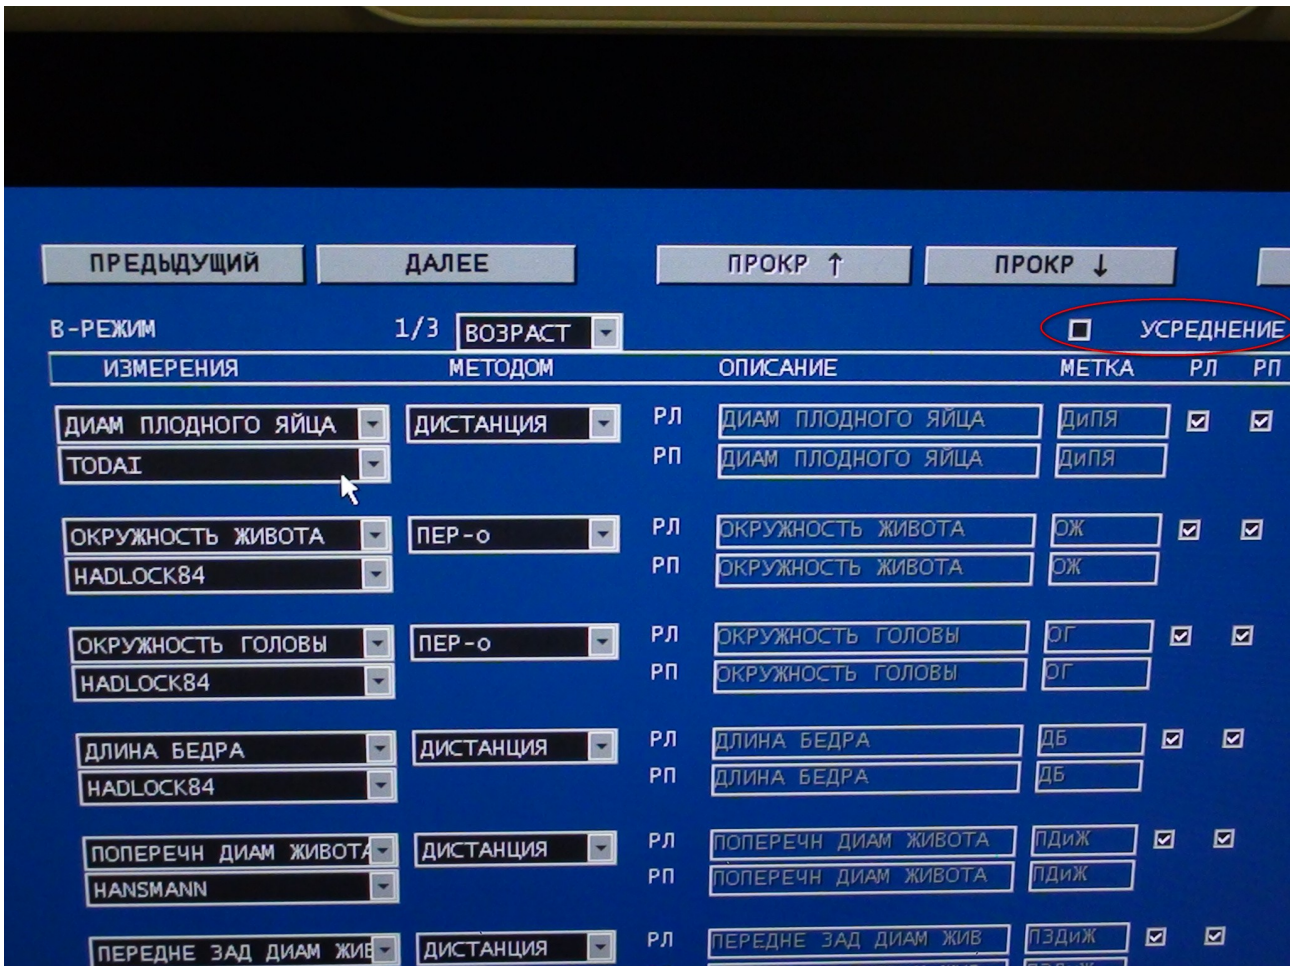 ПРЕДЫДУЩИЙ ДАЛЕЕ ПРОКР ↑ ПРОКР ↓
В-РЕЖИМ 1/3 ВОЗРАСТ УСРЕДНЕНИЕ
ИЗМЕРЕНИЯ МЕТОДОМ ОПИСАНИЕ МЕТКА РЛ РП
ДИАМ ПЛОДНОГО ЯЙЦА ДИСТАНЦИЯ РЛ ДИАМ ПЛОДНОГО ЯЙЦА ДиПЯ
TODAI РП ДИАМ ПЛОДНОГО ЯЙЦА ДиПЯ
ОКРУЖНОСТЬ ЖИВОТА ПЕР-о РЛ ОКРУЖНОСТЬ ЖИВОТА ОЖ
HADLOCK84 РП ОКРУЖНОСТЬ ЖИВОТА ОЖ
ОКРУЖНОСТЬ ГОЛОВЫ ПЕР-о РЛ ОКРУЖНОСТЬ ГОЛОВЫ ОГ
HADLOCK84 РП ОКРУЖНОСТЬ ГОЛОВЫ ОГ
ДЛИНА БЕДРА ДИСТАНЦИЯ РЛ ДЛИНА БЕДРА ДБ
HADLOCK84 РП ДЛИНА БЕДРА ДБ
ПОПЕРЕЧН ДИАМ ЖИВОТА ДИСТАНЦИЯ РЛ ПОПЕРЕЧН ДИАМ ЖИВОТА ПДиЖ
HANSMANN РП ПОПЕРЕЧН ДИАМ ЖИВОТА ПДиЖ
ПЕРЕДНЕ ЗАД ДИАМ ЖИВ ДИСТАНЦИЯ РЛ ПЕРЕДНЕ ЗАД ДИАМ ЖИВ ПЗДиЖ